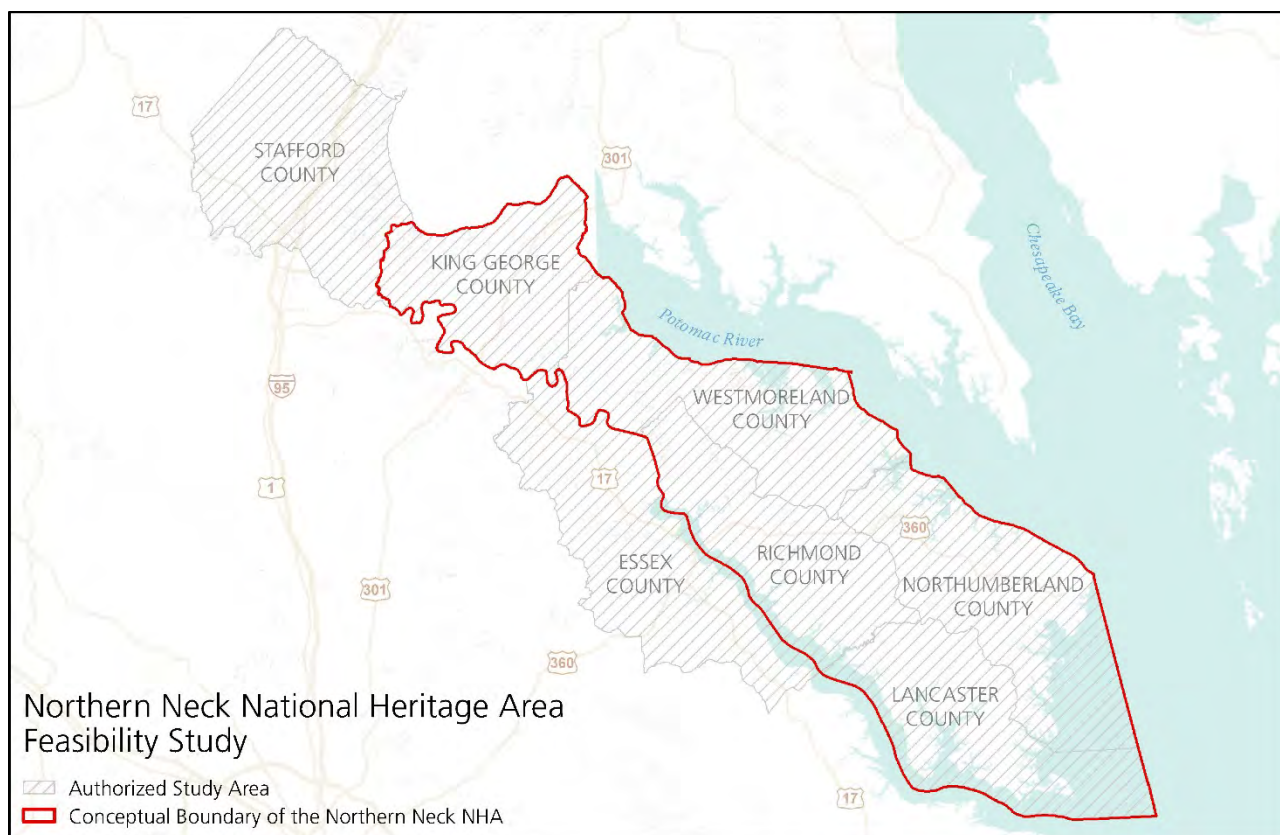 17
STAFFORD
COUNTY
301
KING GEORGE
COUNTY
Chesapeake Bay
Potomac River
95
WESTMORELAND
COUNTY
17
1
360
ESSEX
COUNTY
RICHMOND
COUNTY
NORTHUMBERLAND
COUNTY
301
360
LANCASTER
COUNTY
17
Northern Neck National Heritage Area
Feasibility Study
Authorized Study Area
Conceptual Boundary of the Northern Neck NHA